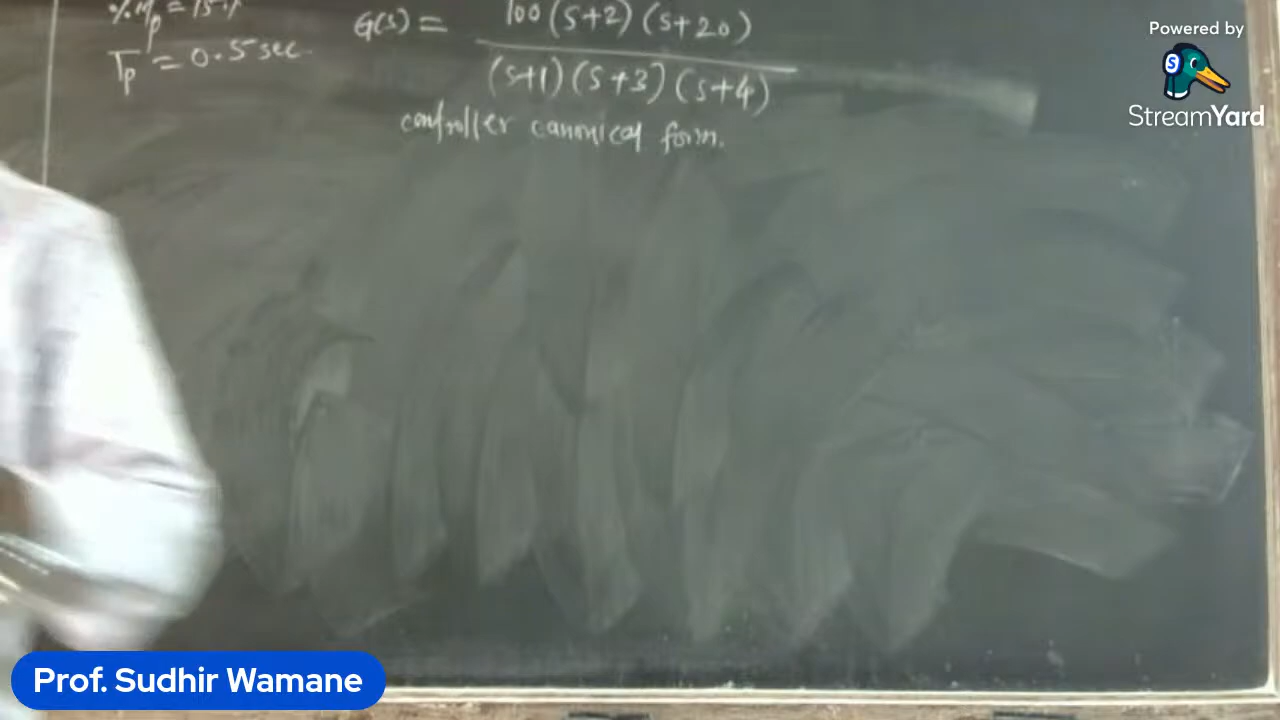 %Mp = 15%
Tp = 0.5 sec.
G(s) = 100 (s+2) (s+20)
(s+1) (s+3) (s+4)
controller canonical form.
Powered by
StreamYard
Prof. Sudhir Wamane